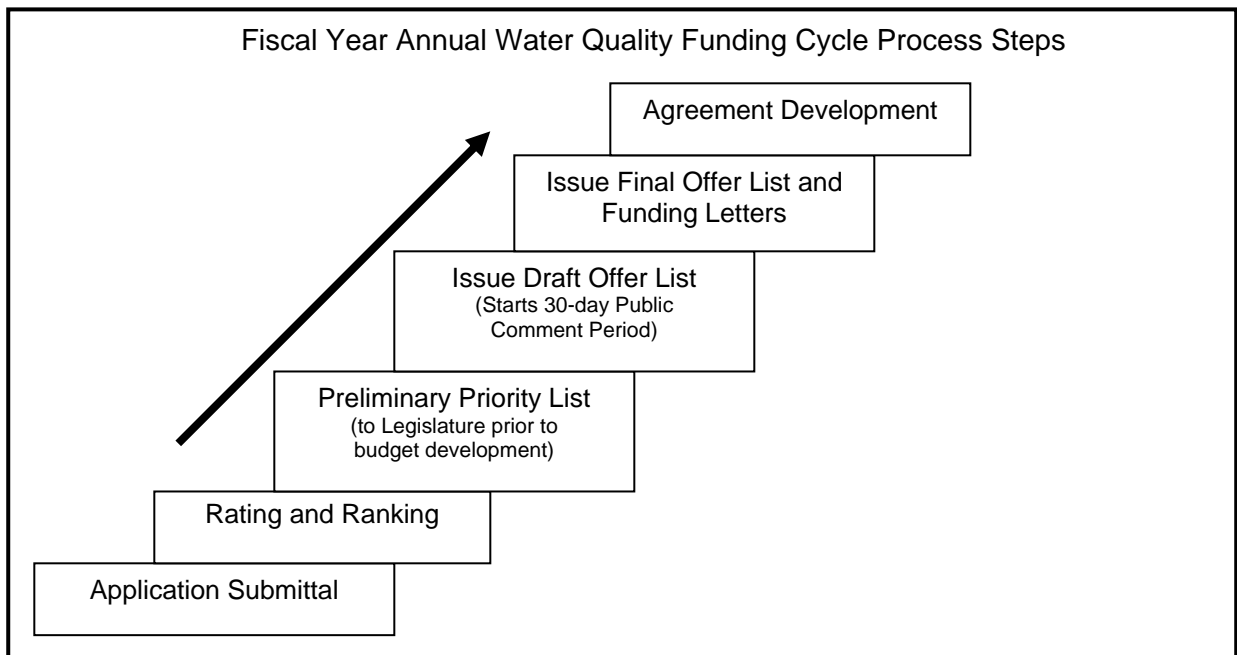 Fiscal Year Annual Water Quality Funding Cycle Process Steps
Agreement Development
Issue Final Offer List and
Funding Letters
Issue Draft Offer List
(Starts 30-day Public
Comment Period)
Preliminary Priority List
(to Legislature prior to
budget development)
Rating and Ranking
Application Submittal